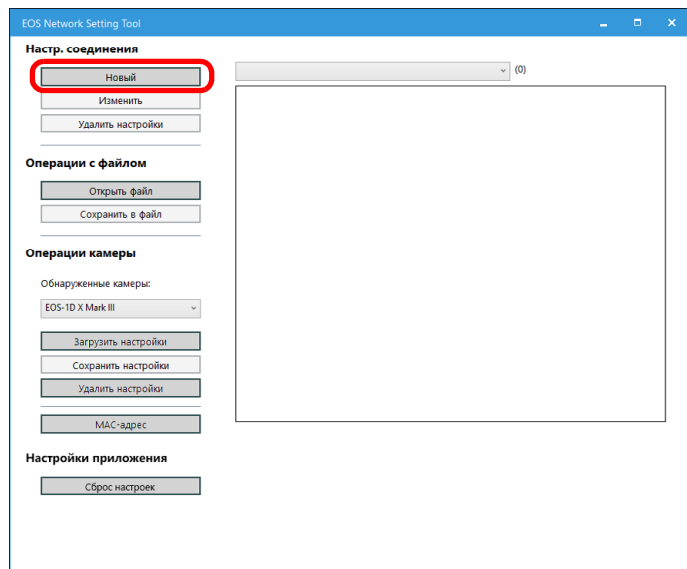 EOS Network Setting Tool
Настр. соединения
Новый
(0)
Изменить
Удалить настройки
Операции с файлом
Открыть файл
Сохранить в файл
Операции камеры
Обнаруженные камеры:
EOS-1D X Mark III
Загрузить настройки
Сохранить настройки
Удалить настройки
MAC-адрес
Настройки приложения
Сброс настроек